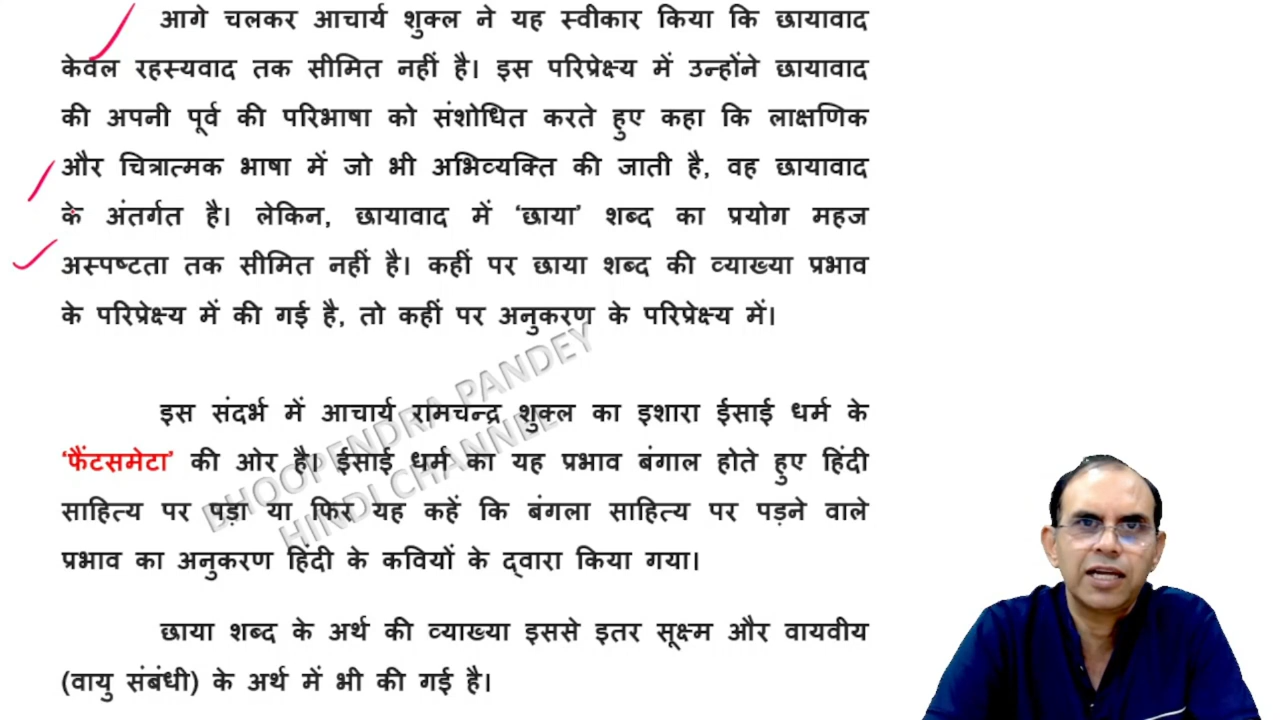 आगे चलकर आचार्य शुक्ल ने यह स्वीकार किया कि छायावाद
केवल रहस्यवाद तक सीमित नहीं है। इस परिप्रेक्ष्य में उन्होंने छायावाद
की अपनी पूर्व की परिभाषा को संशोधित करते हुए कहा कि लाक्षणिक
और चित्रात्मक भाषा में जो भी अभिव्यक्ति की जाती है, वह छायावाद
के अंतर्गत है। लेकिन, छायावाद में ‘छाया’ शब्द का प्रयोग महज
अस्पष्टता तक सीमित नहीं है। कहीं पर छाया शब्द की व्याख्या प्रभाव
के परिप्रेक्ष्य में की गई है, तो कहीं पर अनुकरण के परिप्रेक्ष्य में।
इस संदर्भ में आचार्य रामचन्द्र शुक्ल का इशारा ईसाई धर्म के
‘फैंटसमेटा’ की ओर है। ईसाई धर्म का यह प्रभाव बंगाल होते हुए हिंदी
साहित्य पर पड़ा या फिर यह कहें कि बंगला साहित्य पर पड़ने वाले
प्रभाव का अनुकरण हिंदी के कवियों के द्वारा किया गया।
छाया शब्द के अर्थ की व्याख्या इससे इतर सूक्ष्म और वायवीय
(वायु संबंधी) के अर्थ में भी की गई है।
BHOOPENDRA PANDEY
HINDI CHANNEL